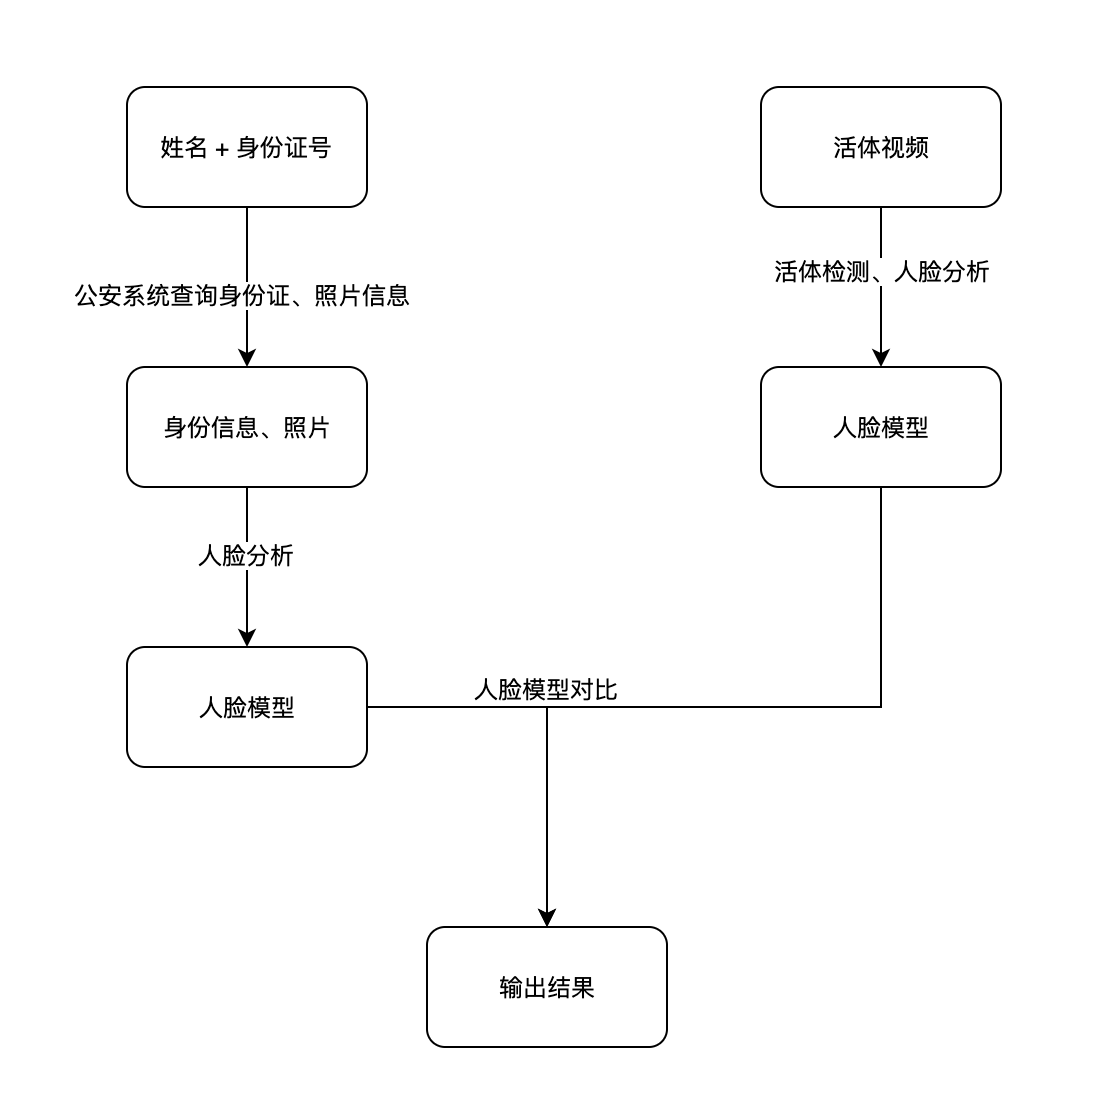 姓名 + 身份证号
活体视频
活体检测、人脸分析
公安系统查询身份证、照片信息
身份信息、照片
人脸模型
人脸分析
人脸模型对比
人脸模型
输出结果